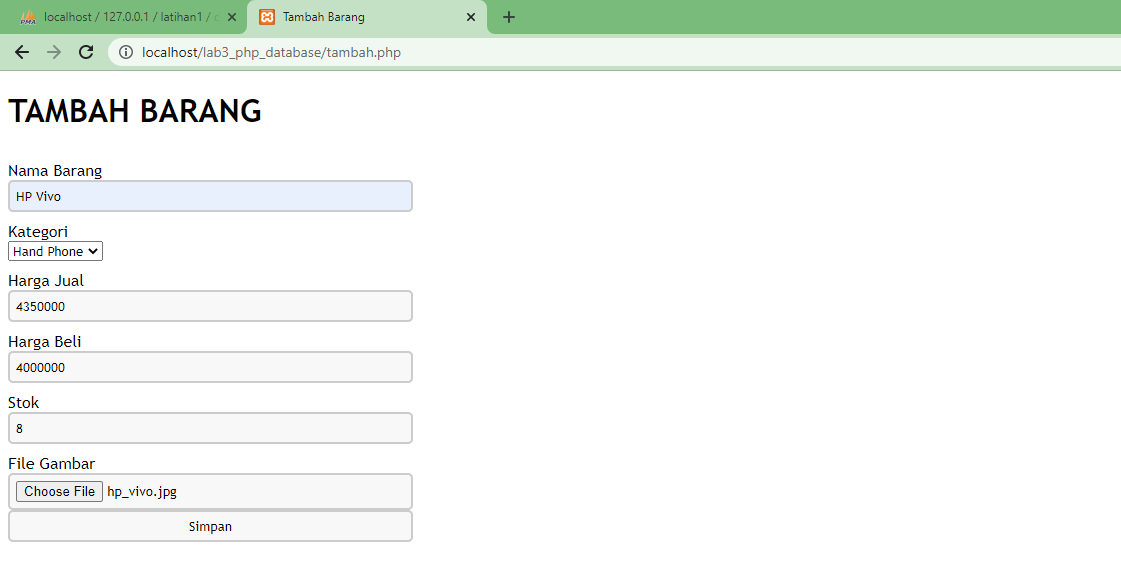 PMA
localhost / 127.0.0.1 / latihan1 /
Tambah Barang
localhost/lab3_php_database/tambah.php
TAMBAH BARANG
Nama Barang
HP Vivo
Kategori
Hand Phone
Harga Jual
4350000
Harga Beli
4000000
Stok
8
File Gambar
Choose File hp_vivo.jpg
Simpan